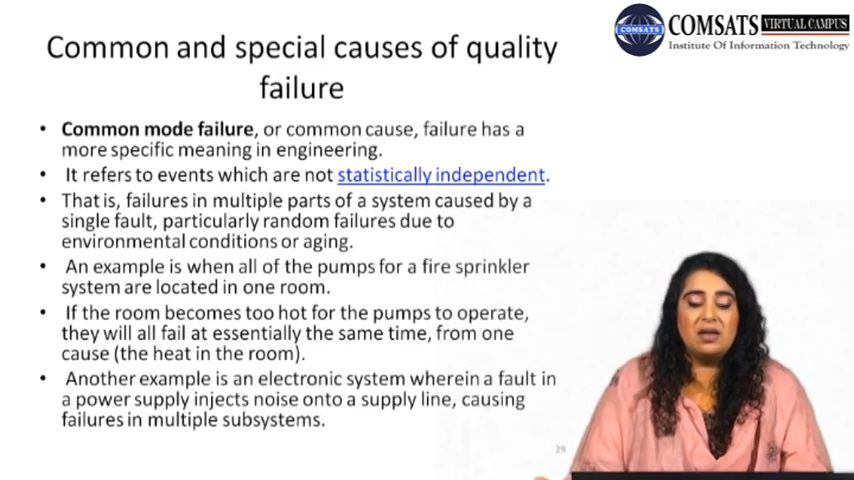 COMSATS
COMSATS VIRTUAL CAMPUS
Institute Of Information Technology
Common and special causes of quality
failure
• Common mode failure, or common cause, failure has a
more specific meaning in engineering.
• It refers to events which are not statistically independent.
• That is, failures in multiple parts of a system caused by a
single fault, particularly random failures due to
environmental conditions or aging.
• An example is when all of the pumps for a fire sprinkler
system are located in one room.
• If the room becomes too hot for the pumps to operate,
they will all fail at essentially the same time, from one
cause (the heat in the room).
• Another example is an electronic system wherein a fault in
a power supply injects noise onto a supply line, causing
failures in multiple subsystems.
29